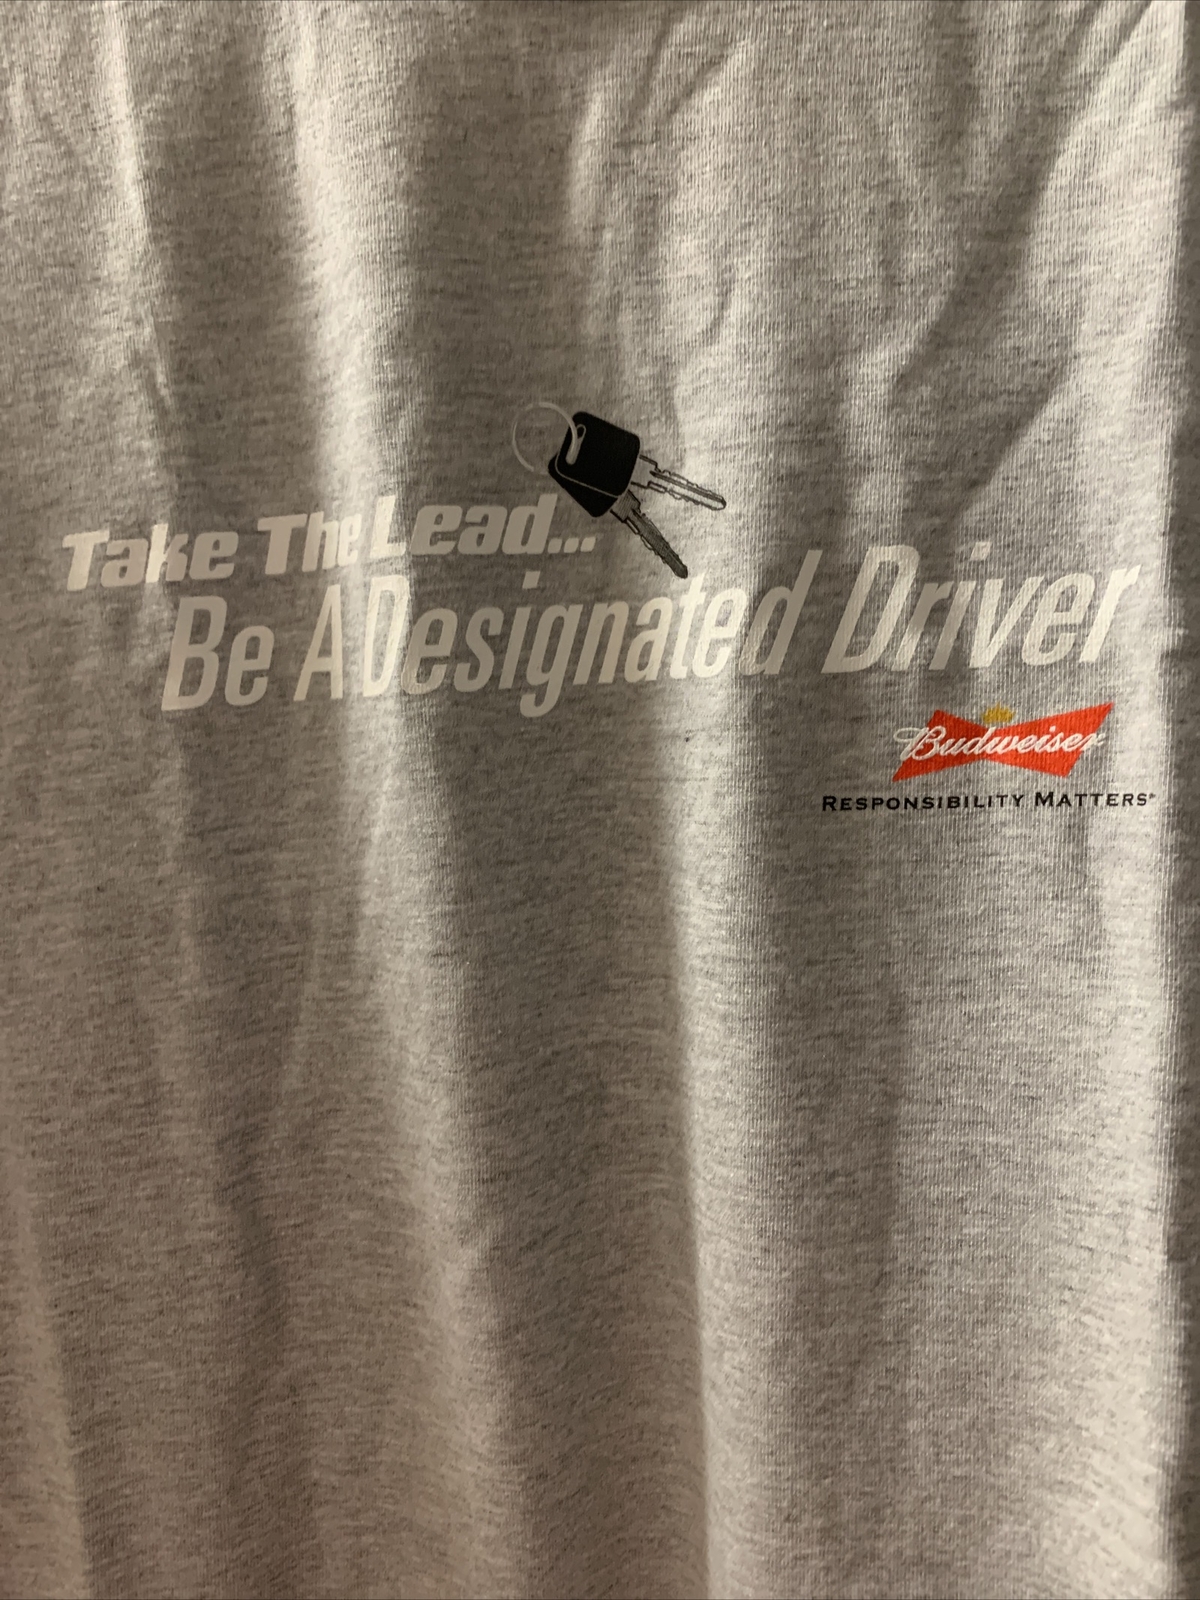 Take The Lead...
Be A Designated Driver
Budweiser
RESPONSIBILITY MATTERS®